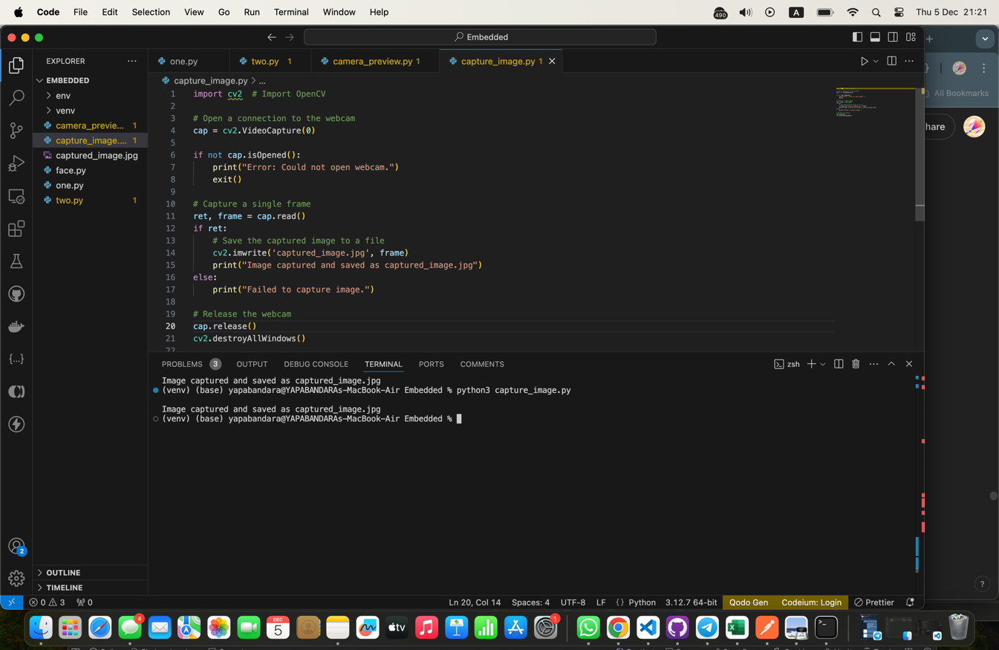 Code File Edit Selection View Go Run Terminal Window Help 490 A Thu 5 Dec 21:21
Embedded
EXPLORER
one.py
two.py 1
camera_preview.py 1
capture_image.py 1
All Bookmarks
hare
EMBEDDED
env
venv
camera_previe... 1
capture_image.... 1
captured_image.jpg
face.py
one.py
two.py 1
OUTLINE
TIMELINE
capture_image.py > ...
1 import cv2 # Import OpenCV
2
3 # Open a connection to the webcam
4 cap = cv2.VideoCapture(0)
5
6 if not cap.isOpened():
7 print("Error: Could not open webcam.")
8 exit()
9
10 # Capture a single frame
11 ret, frame = cap.read()
12 if ret:
13 # Save the captured image to a file
14 cv2.imwrite('captured_image.jpg', frame)
15 print("Image captured and saved as captured_image.jpg")
16 else:
17 print("Failed to capture image.")
18
19 # Release the webcam
20 cap.release()
21 cv2.destroyAllWindows()
22
PROBLEMS 3 OUTPUT DEBUG CONSOLE TERMINAL PORTS COMMENTS zsh
Image captured and saved as captured_image.jpg
(venv) (base) yapabandara@YAPABANDARAs-MacBook-Air Embedded % python3 capture_image.py
Image captured and saved as captured_image.jpg
(venv) (base) yapabandara@YAPABANDARAs-MacBook-Air Embedded %
2
?
0 3 0 Ln 20, Col 14 Spaces: 4 UTF-8 LF {} Python 3.12.7 64-bit Qodo Gen Codeium: Login Prettier
4
DEC
5
tv
1